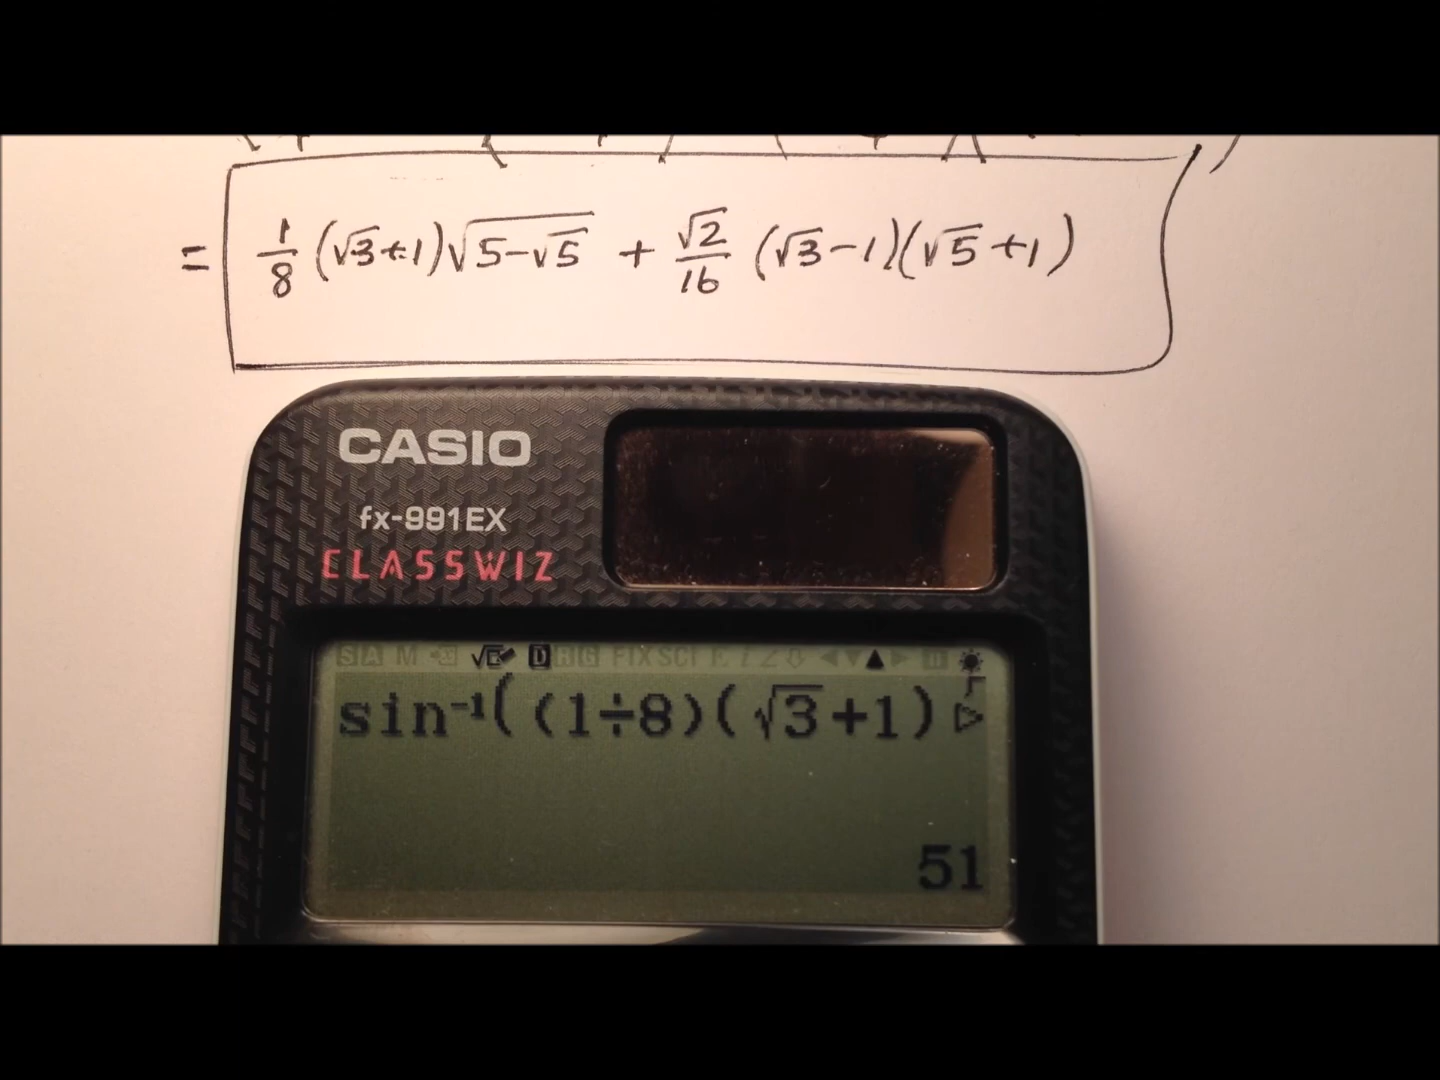 = 1/8 (√3+1)√(5-√5) + √2/16 (√3-1)(√5+1)
CASIO
fx-991EX
CLASSWIZ
√E D
sin⁻¹((1÷8)(√3+1)
51